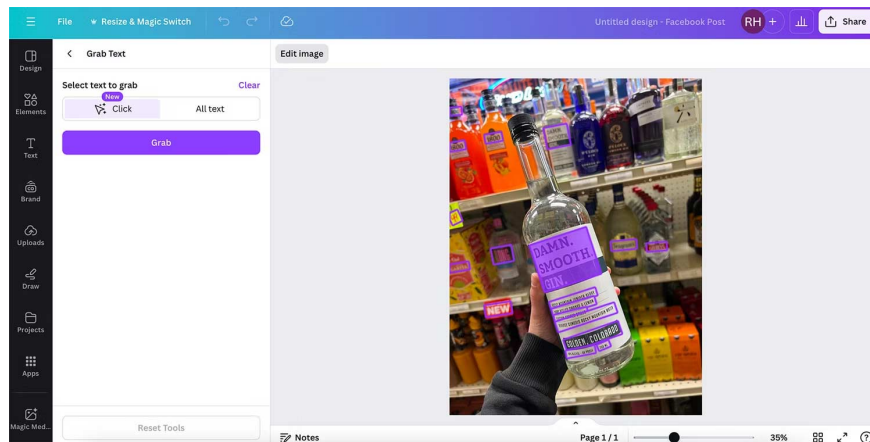 File
Resize & Magic Switch
Untitled design - Facebook Post
RH
+
Share
Design
Elements
Text
Brand
Uploads
Draw
Projects
Apps
Magic Med...
Grab Text
Select text to grab
Clear
New
Click
All text
Grab
Reset Tools
Edit image
DAMN.
SMOOTH
GIN.
GOLDEN, COLORADO
NEW
Notes
Page 1 / 1
35%